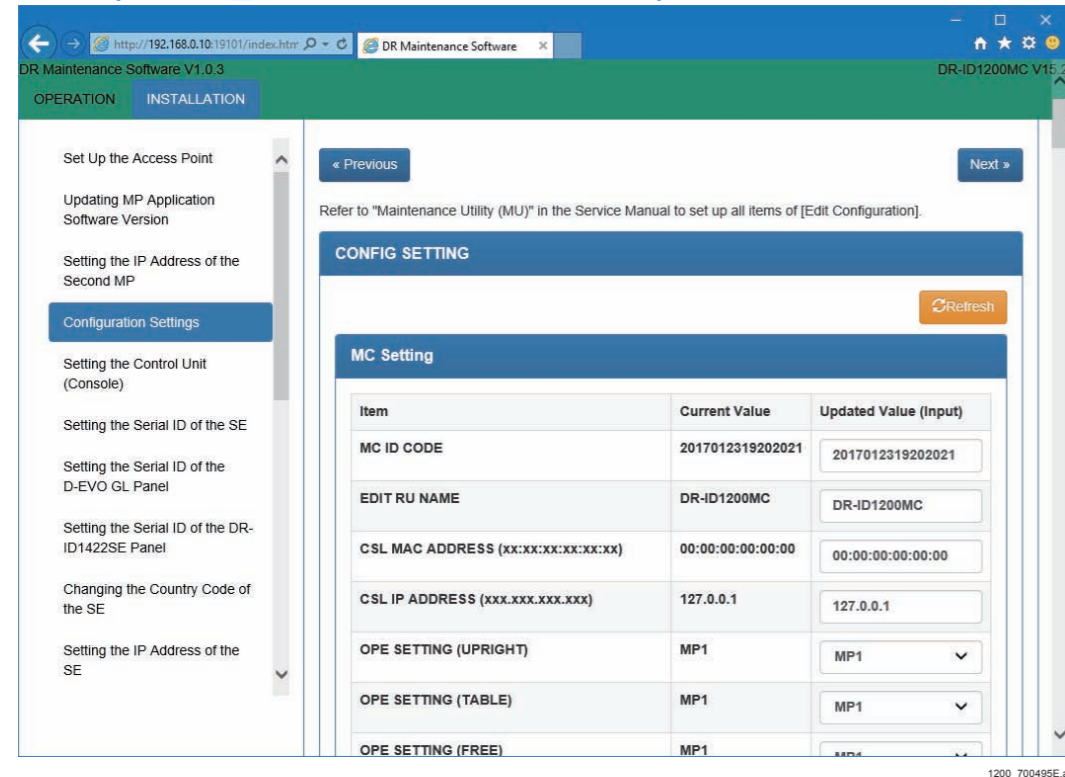 http://192.168.0.10:19101/index.htm
DR Maintenance Software
DR Maintenance Software V1.0.3
DR-ID1200MC V15.2
OPERATION
INSTALLATION
Set Up the Access Point
Updating MP Application
Software Version
Setting the IP Address of the
Second MP
Configuration Settings
Setting the Control Unit
(Console)
Setting the Serial ID of the SE
Setting the Serial ID of the
D-EVO GL Panel
Setting the Serial ID of the DR-
ID1422SE Panel
Changing the Country Code of
the SE
Setting the IP Address of the
SE
« Previous
Next »
Refer to "Maintenance Utility (MU)" in the Service Manual to set up all items of [Edit Configuration].
CONFIG SETTING
Refresh
MC Setting
Item Current Value Updated Value (Input)
MC ID CODE 2017012319202021 2017012319202021
EDIT RU NAME DR-ID1200MC DR-ID1200MC
CSL MAC ADDRESS (xx:xx:xx:xx:xx:xx) 00:00:00:00:00:00 00:00:00:00:00:00
CSL IP ADDRESS (xxx.xxx.xxx.xxx) 127.0.0.1 127.0.0.1
OPE SETTING (UPRIGHT) MP1 MP1
OPE SETTING (TABLE) MP1 MP1
OPE SETTING (FREE) MP1 MP1
1200_700495E.a